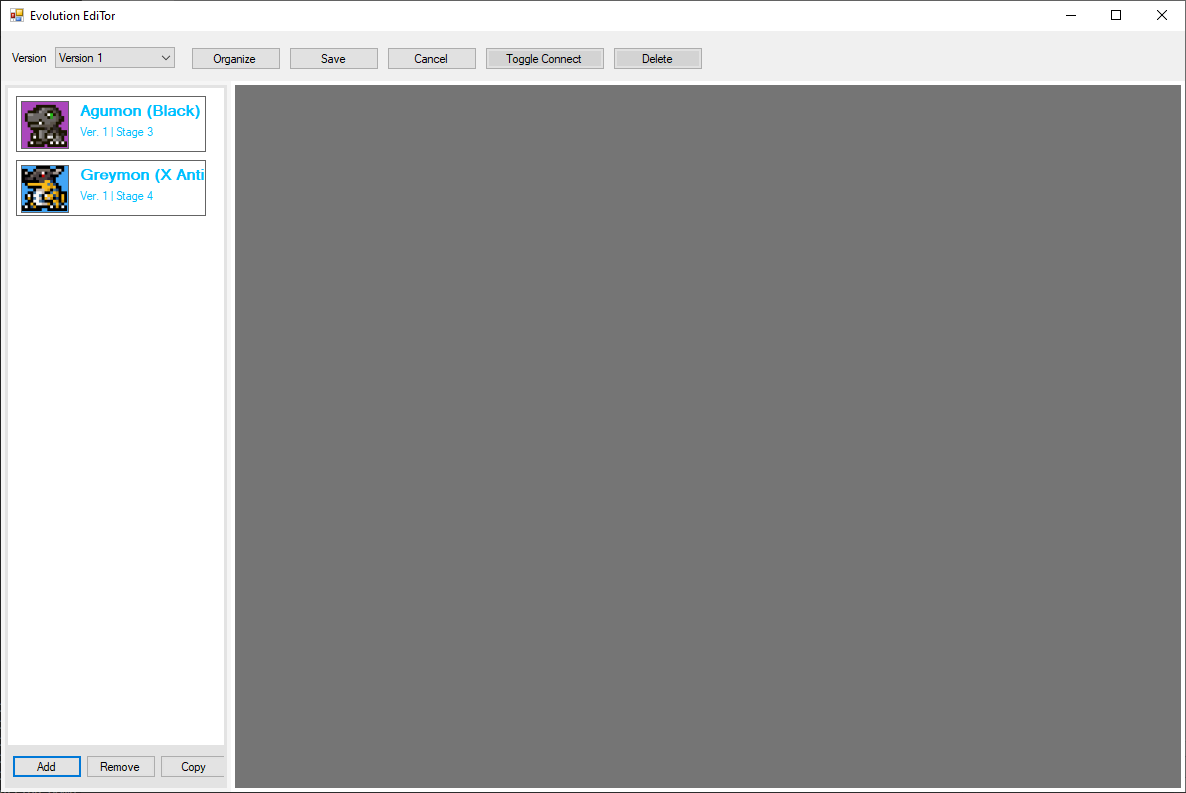 Evolution EdiTor
Version Version 1 Organize Save Cancel Toggle Connect Delete
Agumon (Black)
Ver. 1 | Stage 3
Greymon (X Anti
Ver. 1 | Stage 4
Add Remove Copy